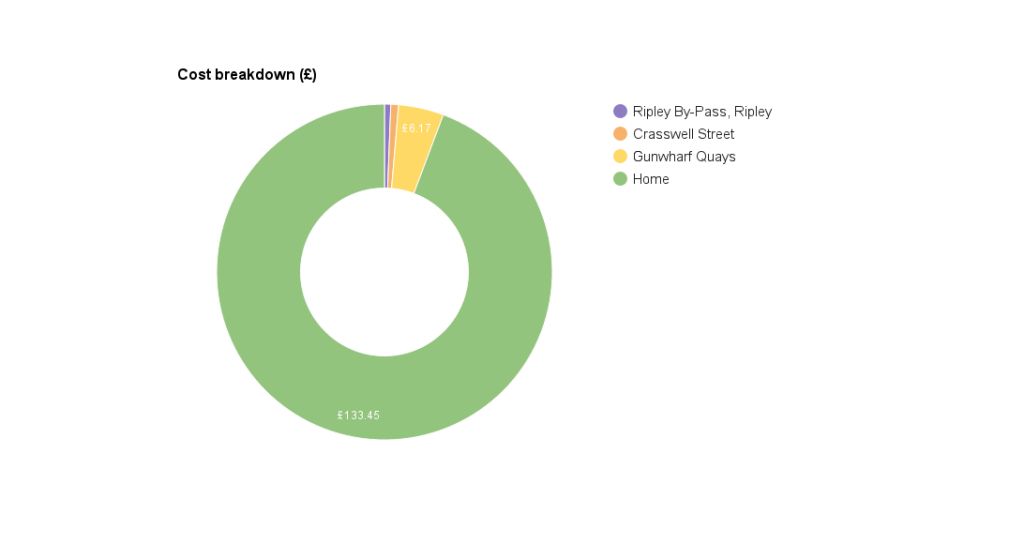 Cost breakdown (£)
£6.17
£133.45
Ripley By-Pass, Ripley
Crasswell Street
Gunwharf Quays
Home